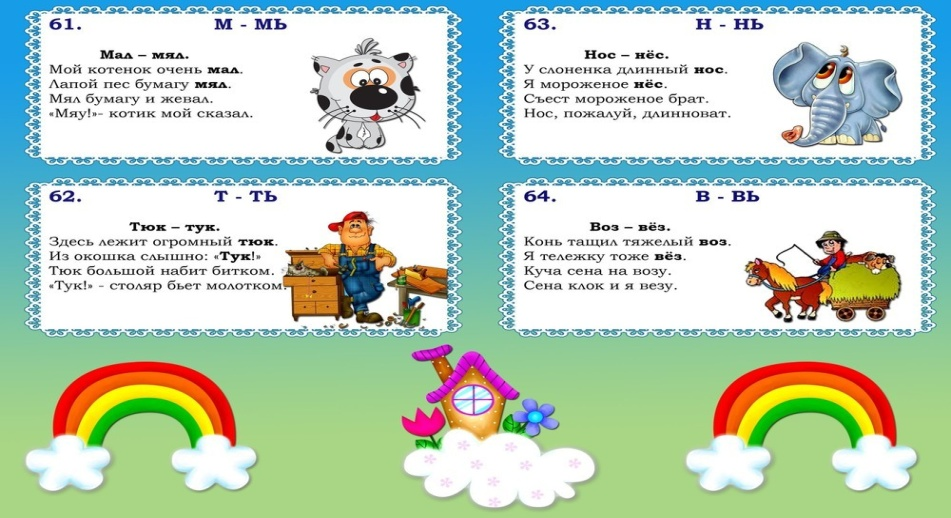 61. М - МЬ
Мал – мял.
Мой котенок очень мал.
Лапой пес бумагу мял.
Мял бумагу и жевал.
«Мяу!»- котик мой сказал.
62. Т - ТЬ
Тюк – тук.
Здесь лежит огромный тюк.
Из окошка слышно: «Тук!»
Тюк большой набит битком.
«Тук!» - столяр бьет молотком
63. Н - НЬ
Нос – нёс.
У слоненка длинный нос.
Я мороженое нёс.
Съест мороженое брат.
Нос, пожалуй, длинноват.
64. В - ВЬ
Воз – вёз.
Конь тащил тяжелый воз.
Я тележку тоже вёз.
Куча сена на возу.
Сена клок и я везу.